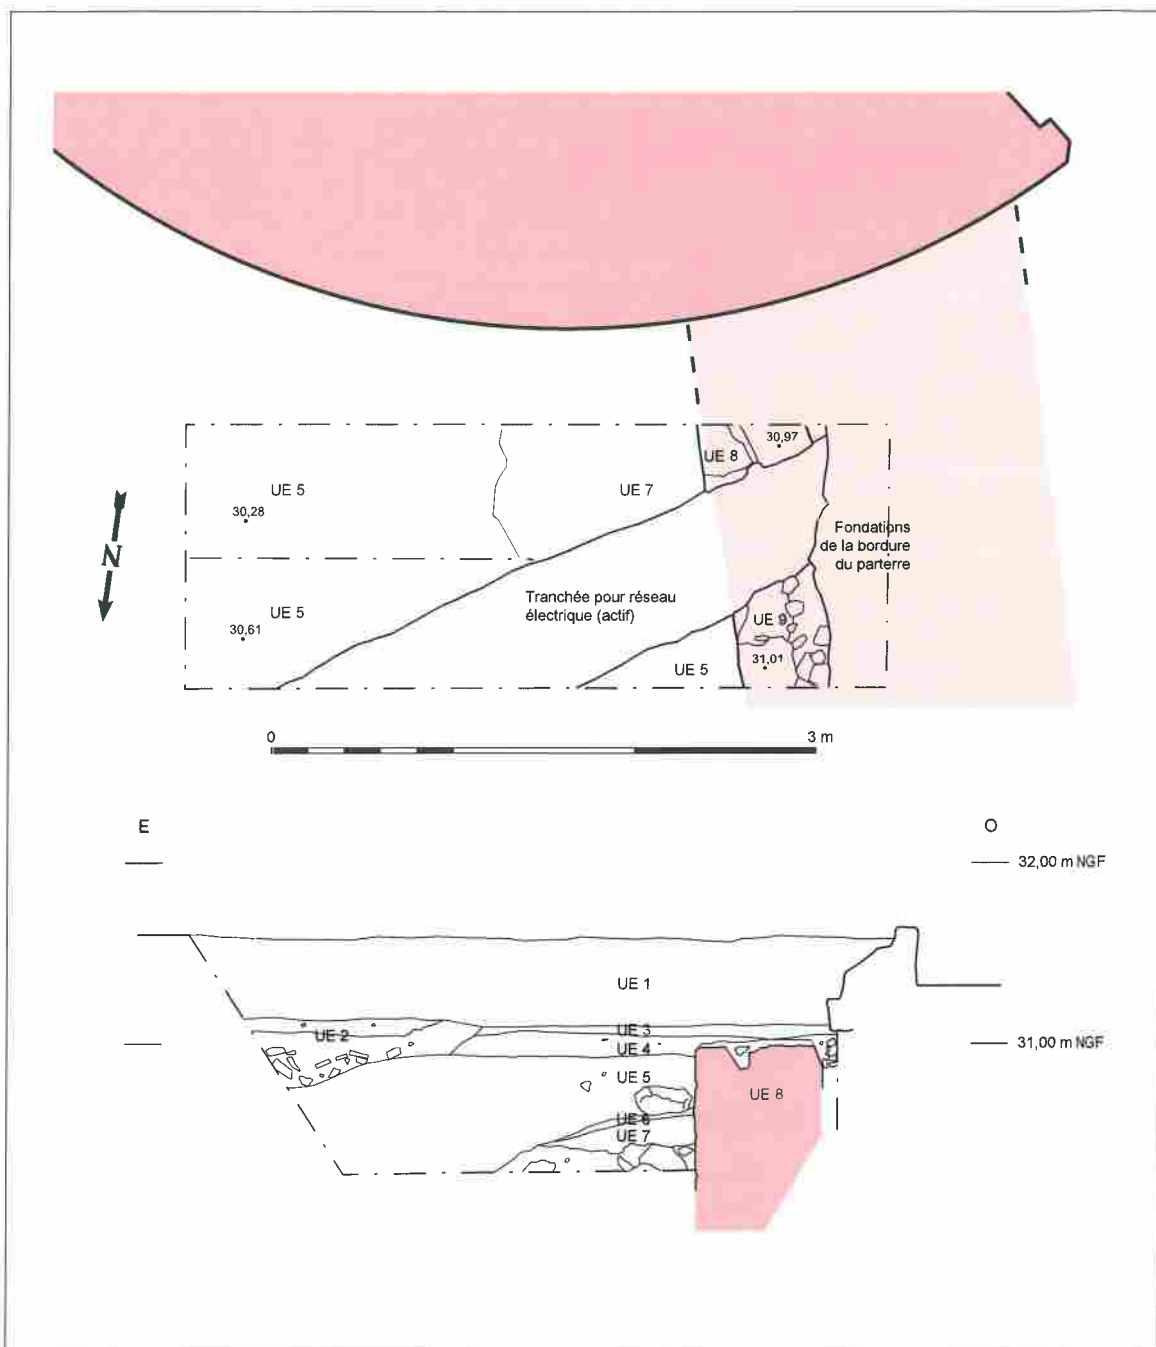 30,97
UE 8
UE 5
UE 7
30,28
N
Fondations
de la bordure
du parterre
Tranchée pour réseau
électrique (actif)
UE 5
30,61
UE 9
UE 5
31,01
0
3 m
E
O
32,00 m NGF
UE 1
UE 2
UE 3
UE 4
31,00 m NGF
UE 5
UE 8
UE 6
UE 7